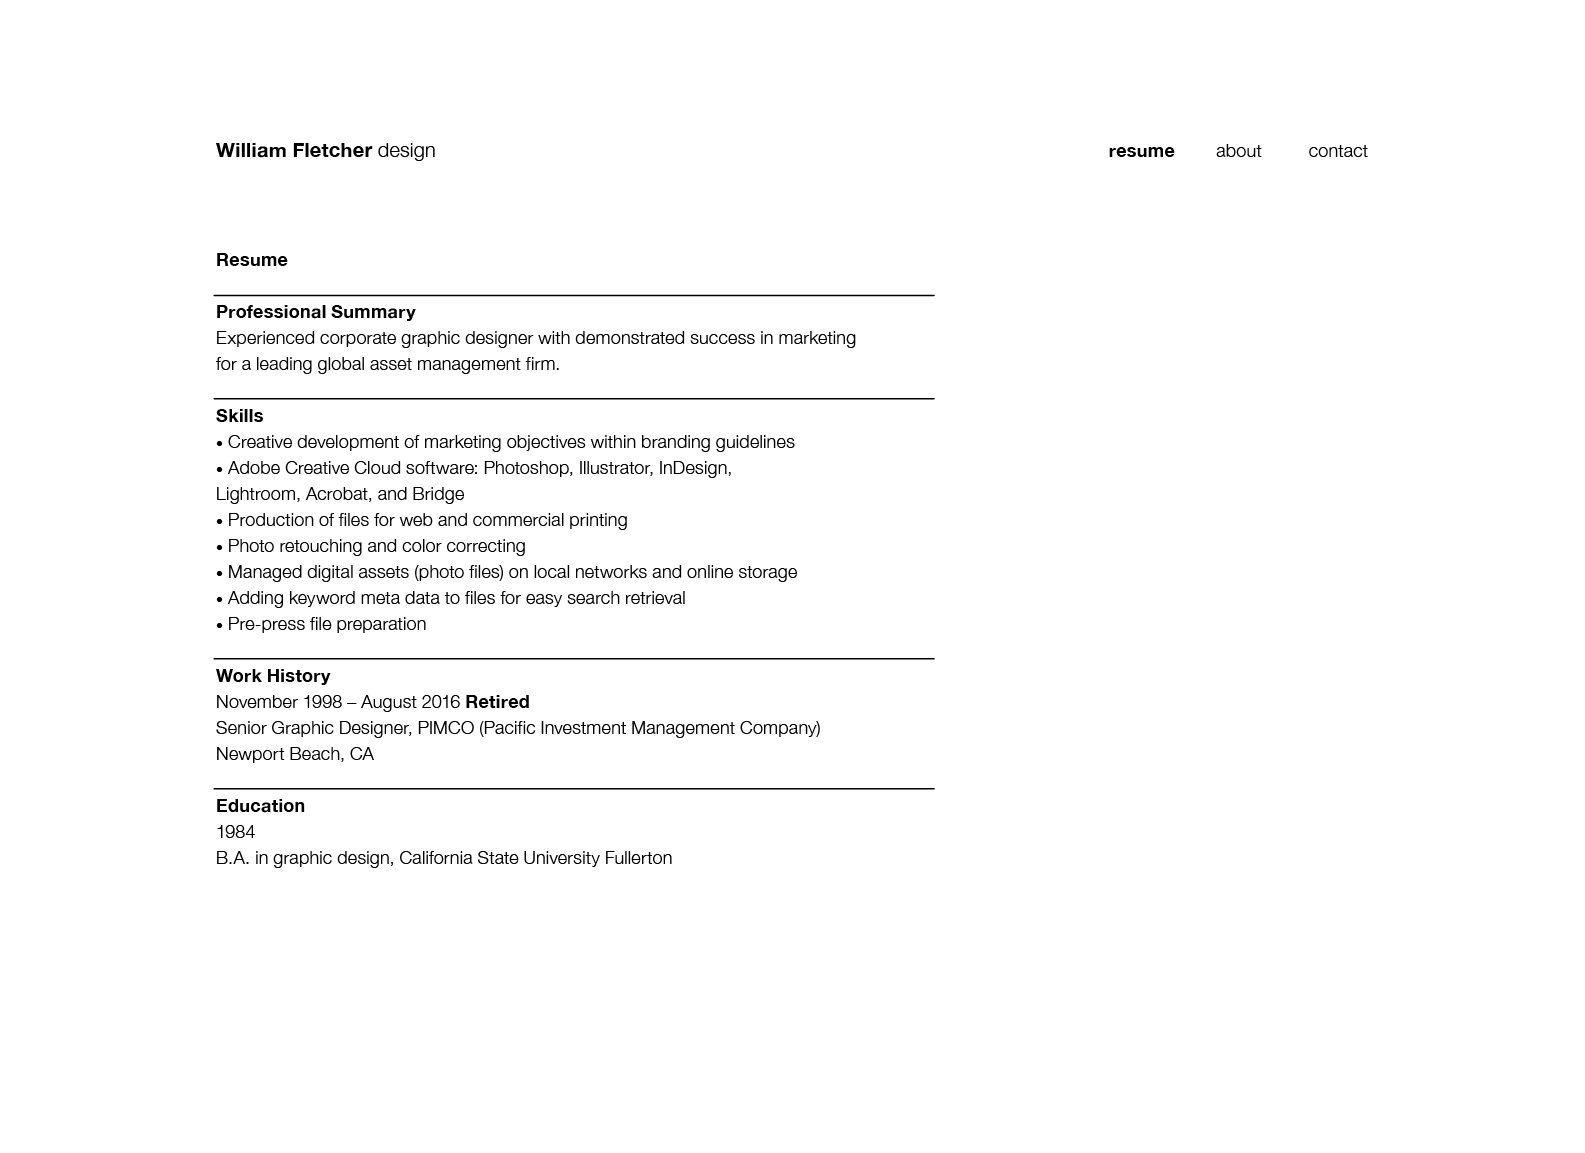 William Fletcher design
resume about contact
Resume
Professional Summary
Experienced corporate graphic designer with demonstrated success in marketing
for a leading global asset management firm.
Skills
• Creative development of marketing objectives within branding guidelines
• Adobe Creative Cloud software: Photoshop, Illustrator, InDesign,
Lightroom, Acrobat, and Bridge
• Production of files for web and commercial printing
• Photo retouching and color correcting
• Managed digital assets (photo files) on local networks and online storage
• Adding keyword meta data to files for easy search retrieval
• Pre-press file preparation
Work History
November 1998 – August 2016 Retired
Senior Graphic Designer, PIMCO (Pacific Investment Management Company)
Newport Beach, CA
Education
1984
B.A. in graphic design, California State University Fullerton